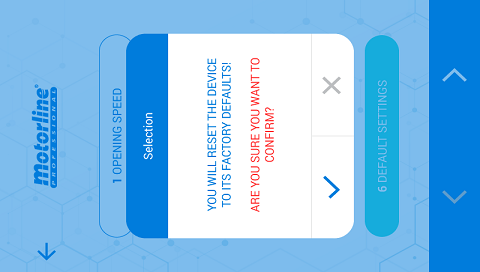 motorline®
PROFESSIONAL
1 OPENING SPEED
Selection
YOU WILL RESET THE DEVICE
TO ITS FACTORY DEFAULTS!
ARE YOU SURE YOU WANT TO
CONFIRM?
6 DEFAULT SETTINGS